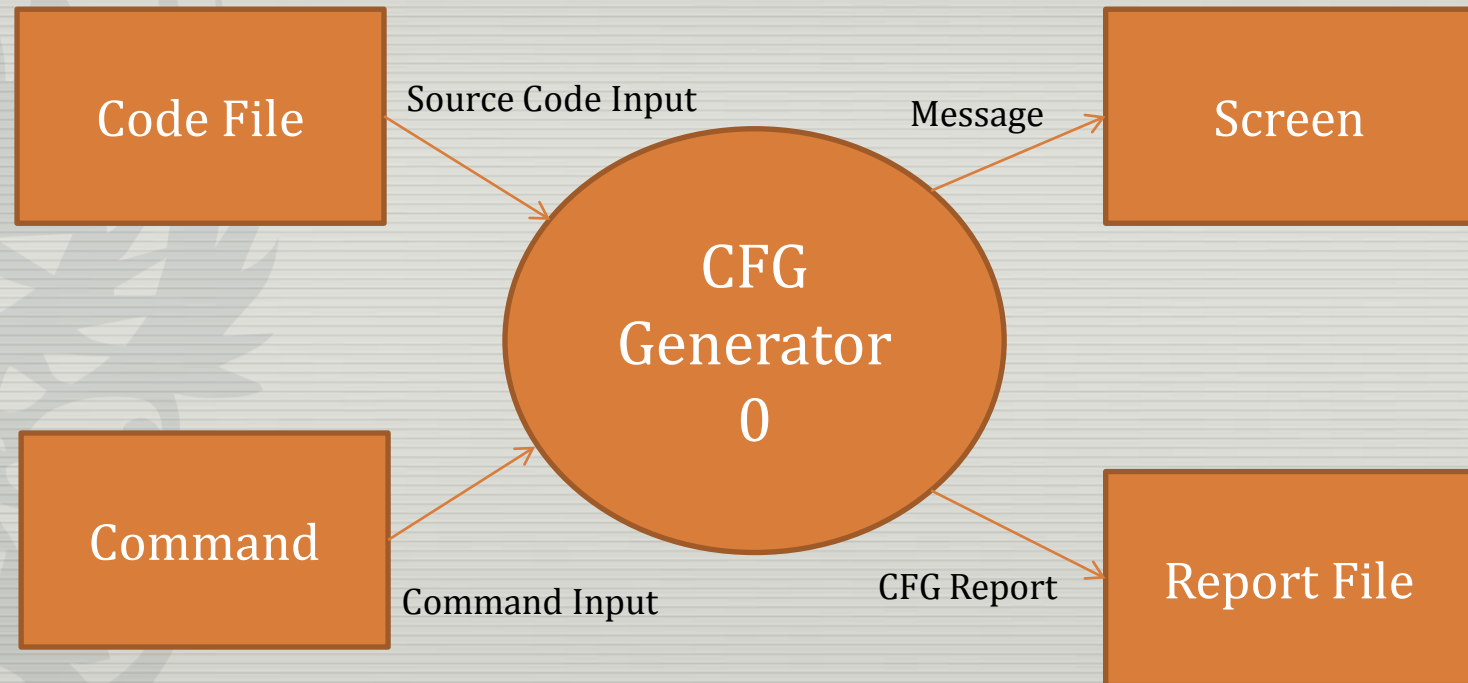 Code File
Source Code Input
Message
Screen
CFG
Generator
0
Command
Command Input
CFG Report
Report File